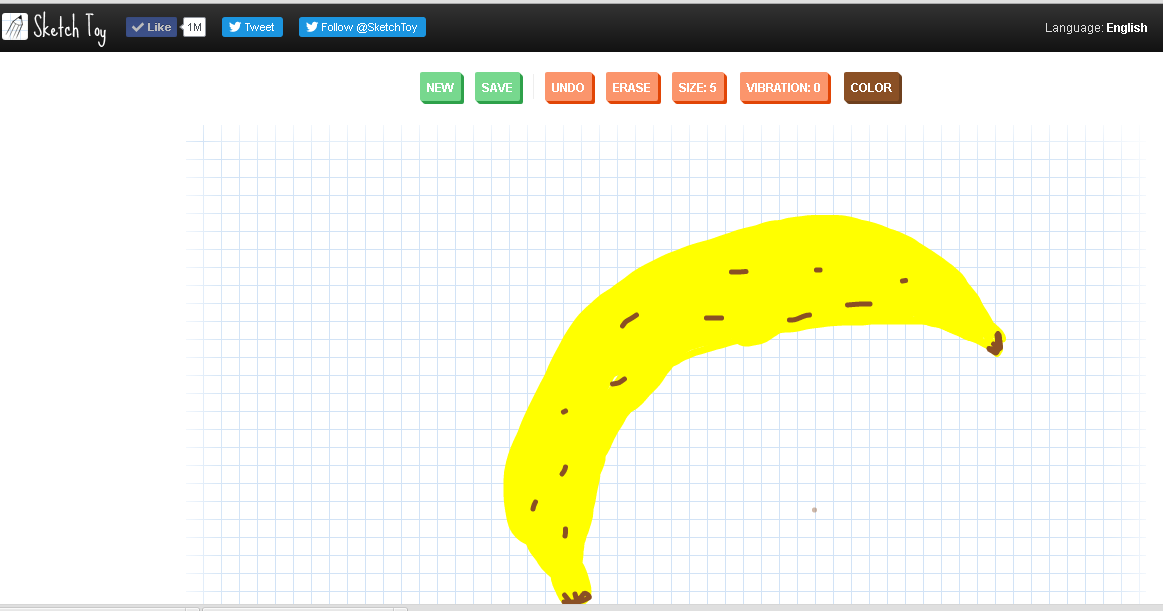 Sketch Toy Like 1M Tweet Follow @SketchToy Language: English
NEW SAVE UNDO ERASE SIZE: 5 VIBRATION: 0 COLOR